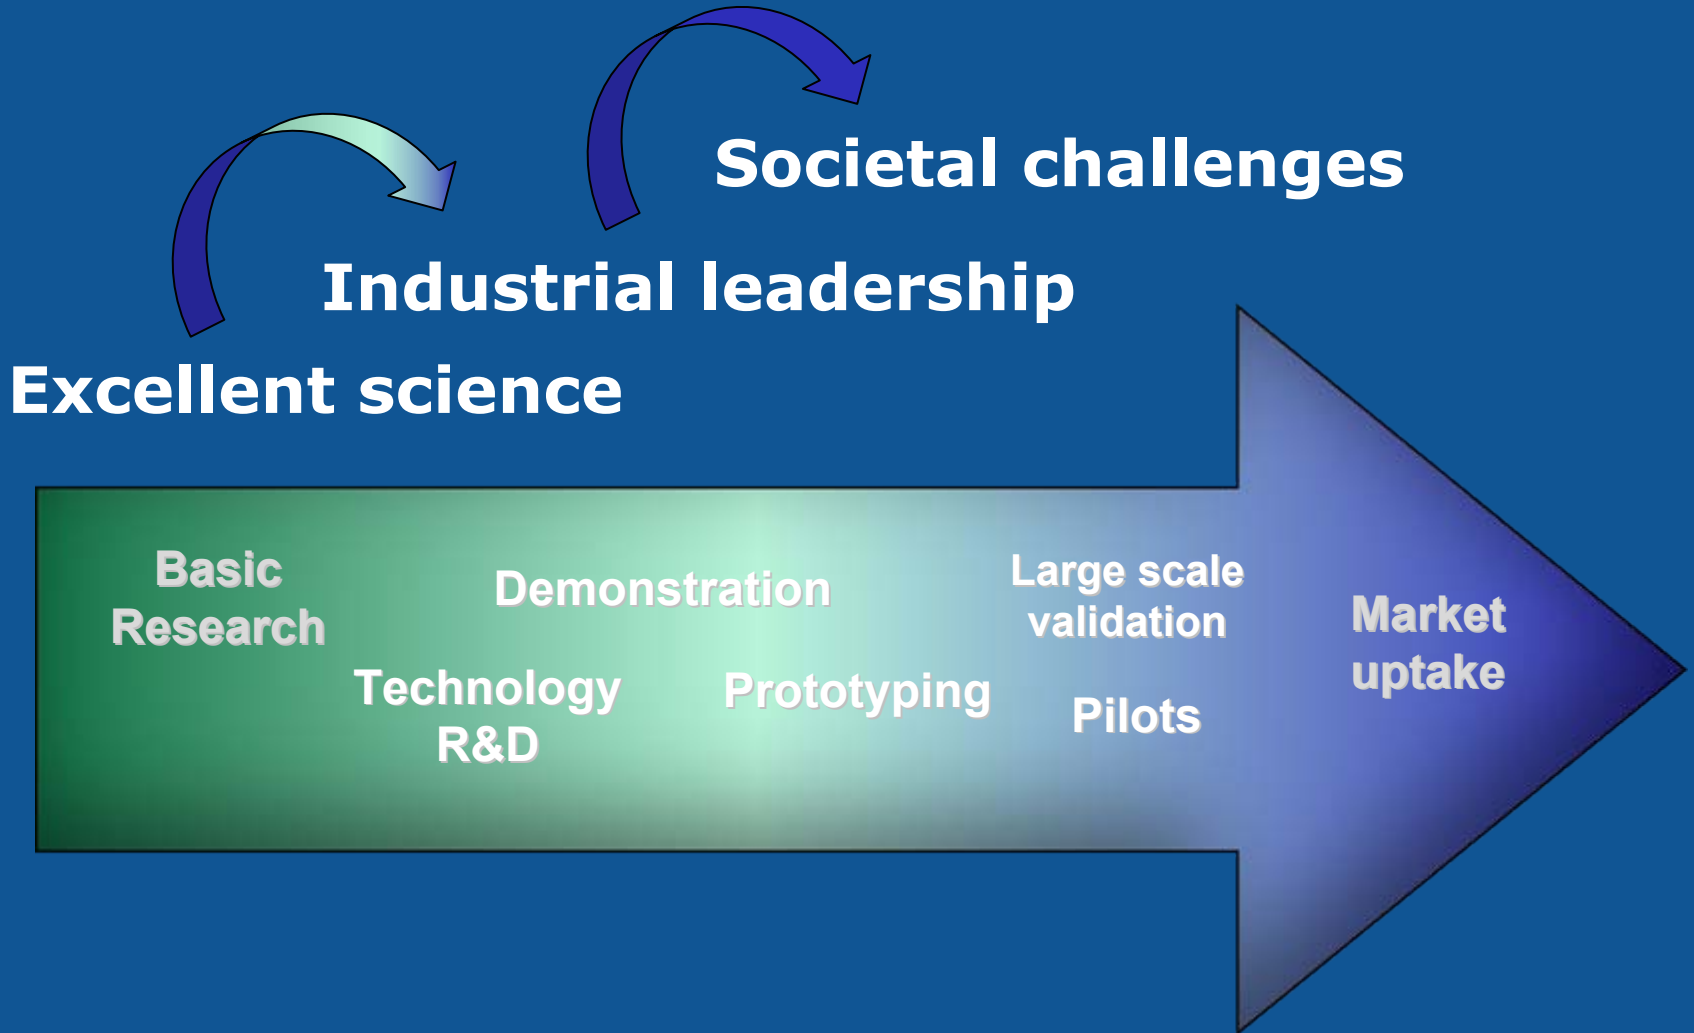 Societal challenges
Industrial leadership
Excellent science
Basic
Research
Demonstration
Technology
R&D
Prototyping
Large scale
validation
Pilots
Market
uptake